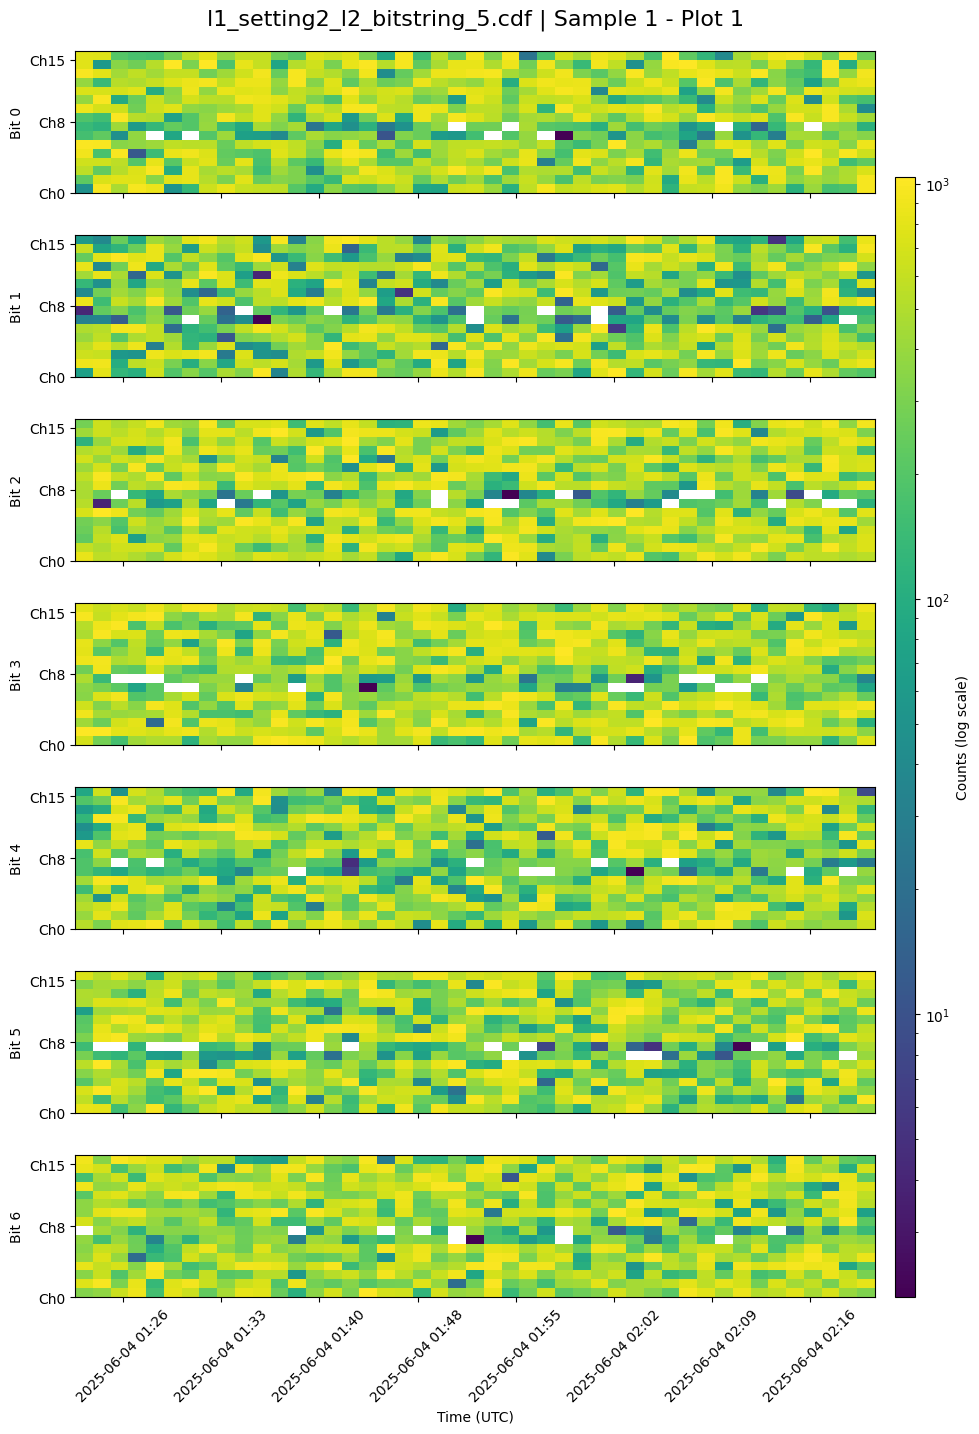 l1_setting2_l2_bitstring_5.cdf | Sample 1 - Plot 1
Ch15
Bit 0
Ch8
Ch0
Ch15
Bit 1
Ch8
Ch0
Ch15
Bit 2
Ch8
Ch0
Ch15
Bit 3
Ch8
Ch0
Ch15
Bit 4
Ch8
Ch0
Ch15
Bit 5
Ch8
Ch0
Ch15
Bit 6
Ch8
Ch0
2025-06-04 01:26
2025-06-04 01:33
2025-06-04 01:40
2025-06-04 01:48
2025-06-04 01:55
2025-06-04 02:02
2025-06-04 02:09
2025-06-04 02:16
Time (UTC)
10³
10²
10¹
Counts (log scale)